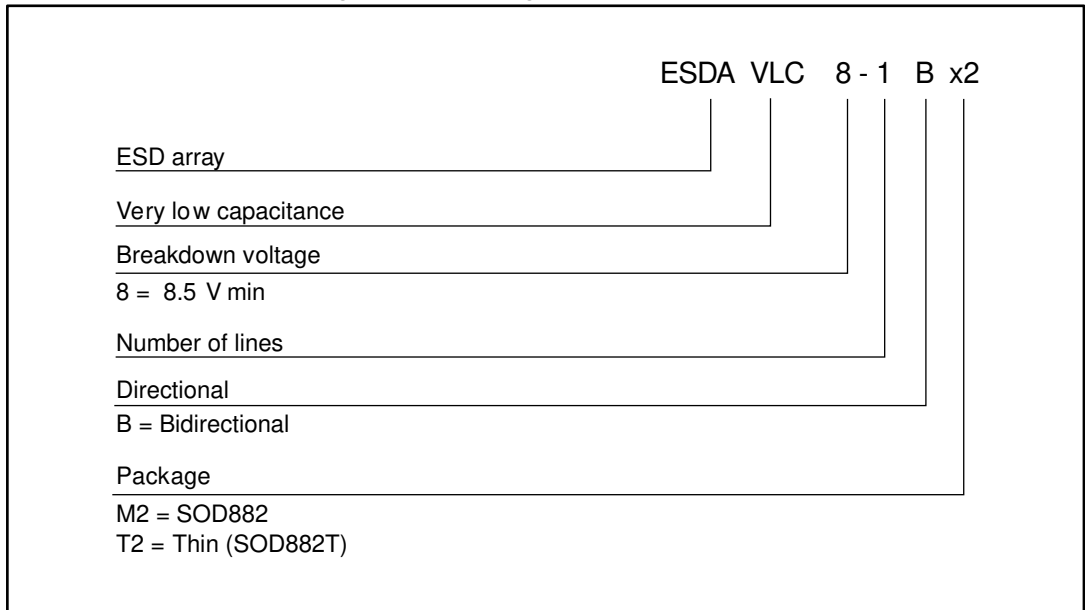 ESDA VLC 8 - 1 B x2
ESD array
Very low capacitance
Breakdown voltage
8 = 8.5 V min
Number of lines
Directional
B = Bidirectional
Package
M2 = SOD882
T2 = Thin (SOD882T)